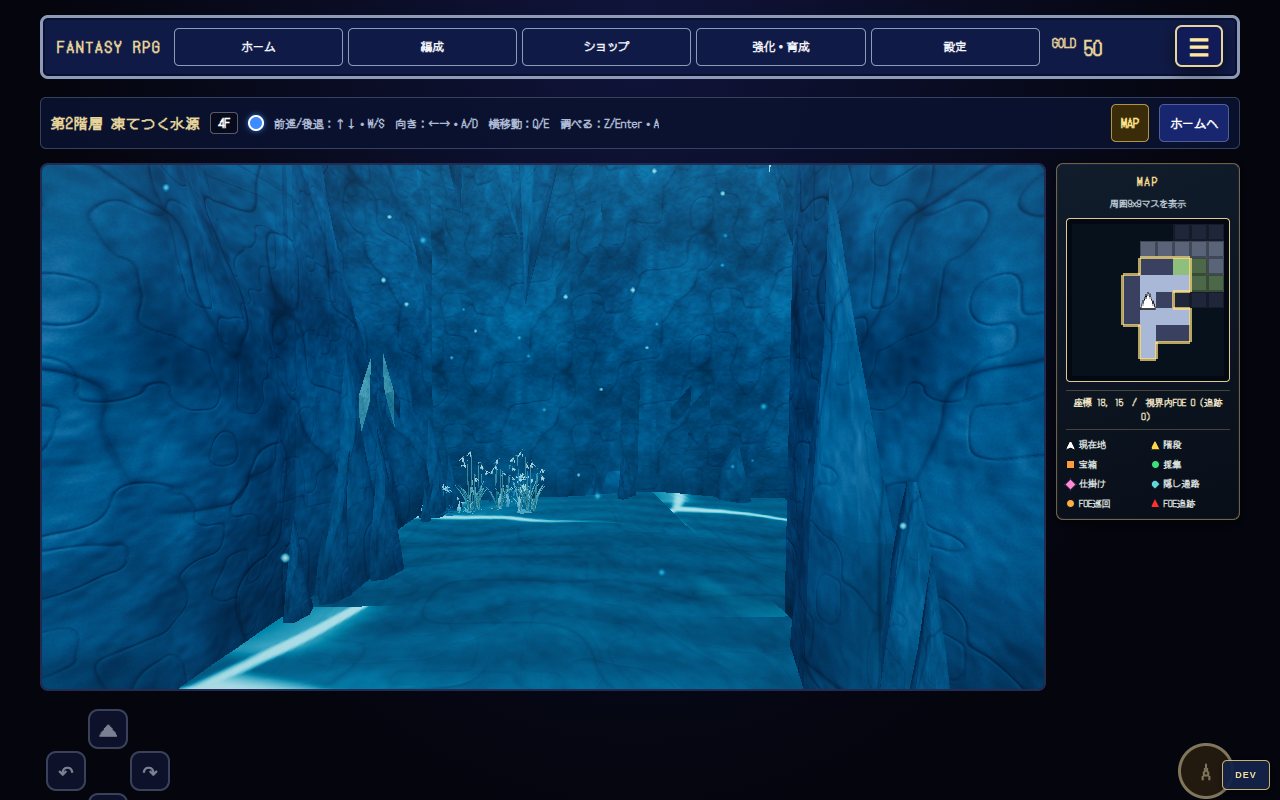 FANTASY RPG
ホーム
編成
ショップ
強化・育成
設定
GOLD 50
第2階層 凍てつく水源
4F
前進/後退：↑↓・W/S 向き：←→・A/D 横移動：Q/E 調べる：Z/Enter・A
MAP
ホームへ
MAP
周囲9x9マスを表示
座標 18, 15 / 視界内FOE 0（追跡
0）
現在地
階段
宝箱
採集
仕掛け
隠し通路
FOE巡回
FOE追跡
A
DEV